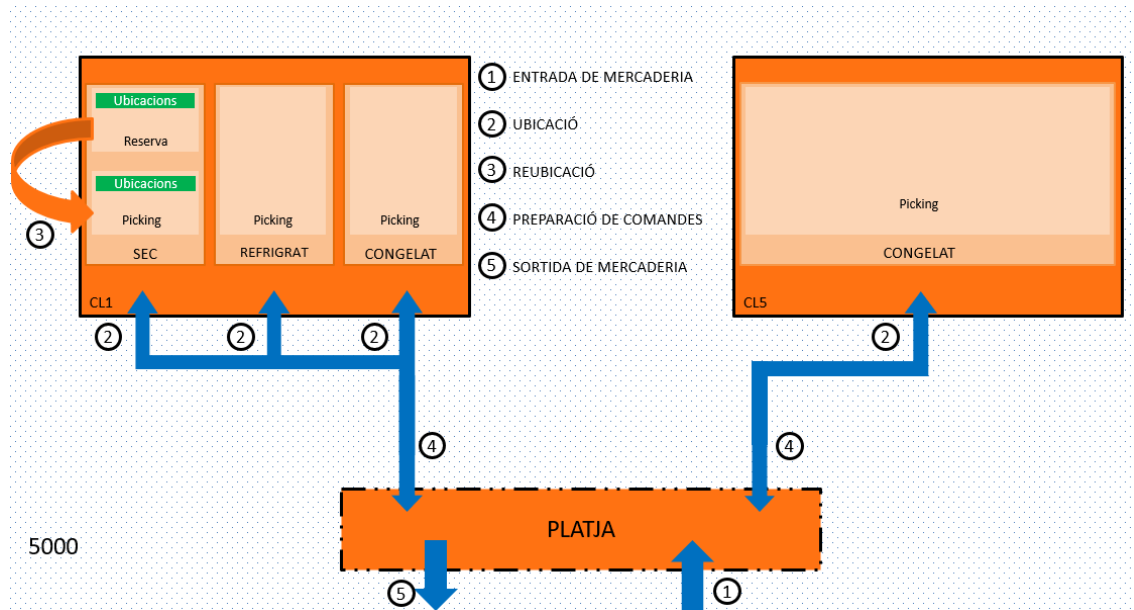 Ubicacions
Reserva
Ubicacions
Picking
SEC
Picking
REFRIGRAT
Picking
CONGELAT
CL1
3
1 ENTRADA DE MERCADERIA
2 UBICACIÓ
3 REUBICACIÓ
4 PREPARACIÓ DE COMANDES
5 SORTIDA DE MERCADERIA
Picking
CONGELAT
CL5
2
2
2
2
4
4
PLATJA
5000
5
1